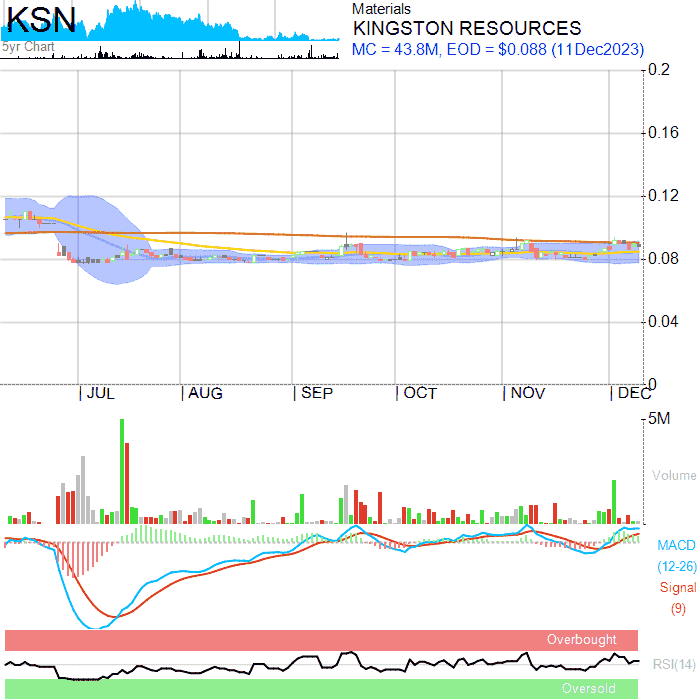 KSN
5yr Chart
Materials
KINGSTON RESOURCES
MC = 43.8M, EOD = $0.088 (11Dec2023)
0.2
0.16
0.12
0.08
0.04
0
JUL AUG SEP OCT NOV DEC
5M
Volume
MACD
(12-26)
Signal
(9)
Overbought
RSI(14)
Oversold